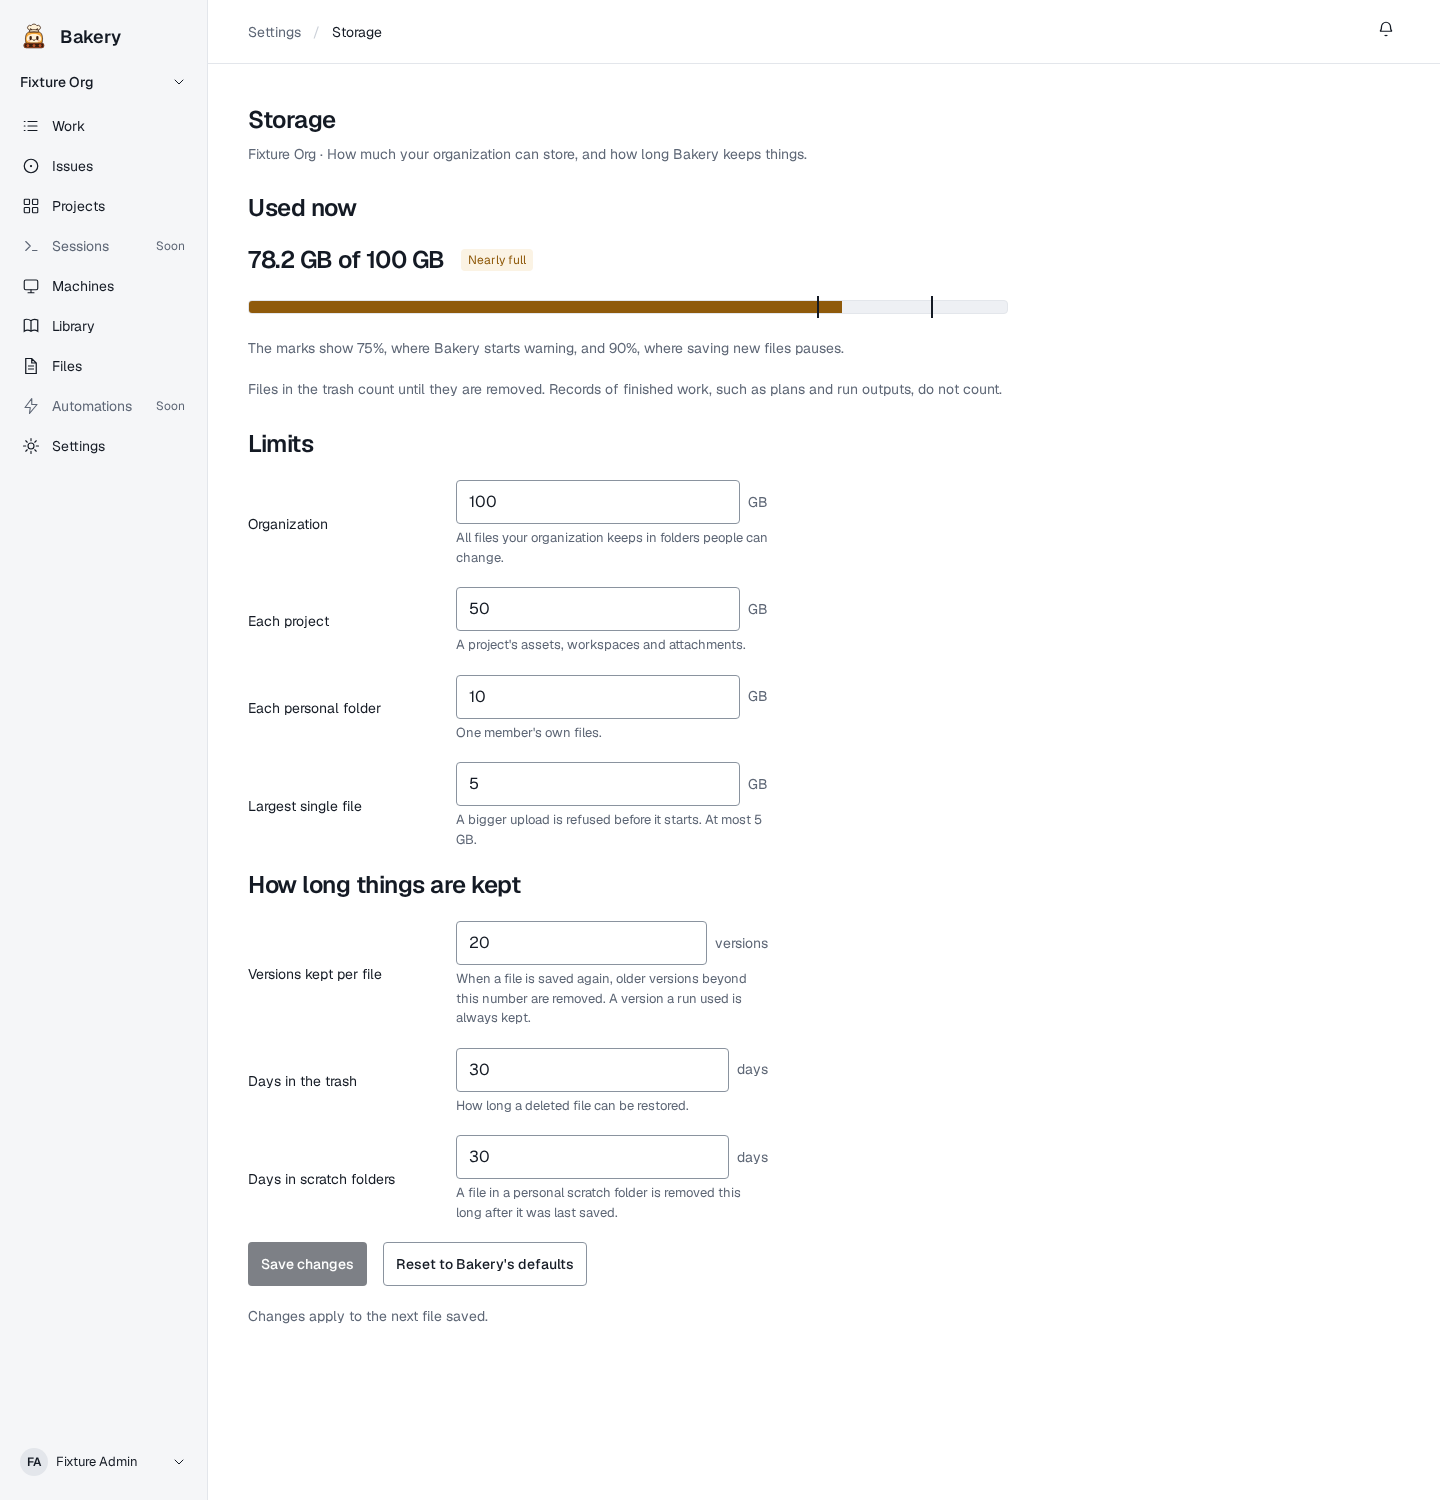 Bakery
Fixture Org
Work
Issues
Projects
Sessions Soon
Machines
Library
Files
Automations Soon
Settings
FA Fixture Admin
Settings / Storage
Storage
Fixture Org · How much your organization can store, and how long Bakery keeps things.
Used now
78.2 GB of 100 GB Nearly full
The marks show 75%, where Bakery starts warning, and 90%, where saving new files pauses.
Files in the trash count until they are removed. Records of finished work, such as plans and run outputs, do not count.
Limits
Organization
100 GB
All files your organization keeps in folders people can
change.
Each project
50 GB
A project's assets, workspaces and attachments.
Each personal folder
10 GB
One member's own files.
Largest single file
5 GB
A bigger upload is refused before it starts. At most 5
GB.
How long things are kept
Versions kept per file
20 versions
When a file is saved again, older versions beyond
this number are removed. A version a run used is
always kept.
Days in the trash
30 days
How long a deleted file can be restored.
Days in scratch folders
30 days
A file in a personal scratch folder is removed this
long after it was last saved.
Save changes Reset to Bakery's defaults
Changes apply to the next file saved.